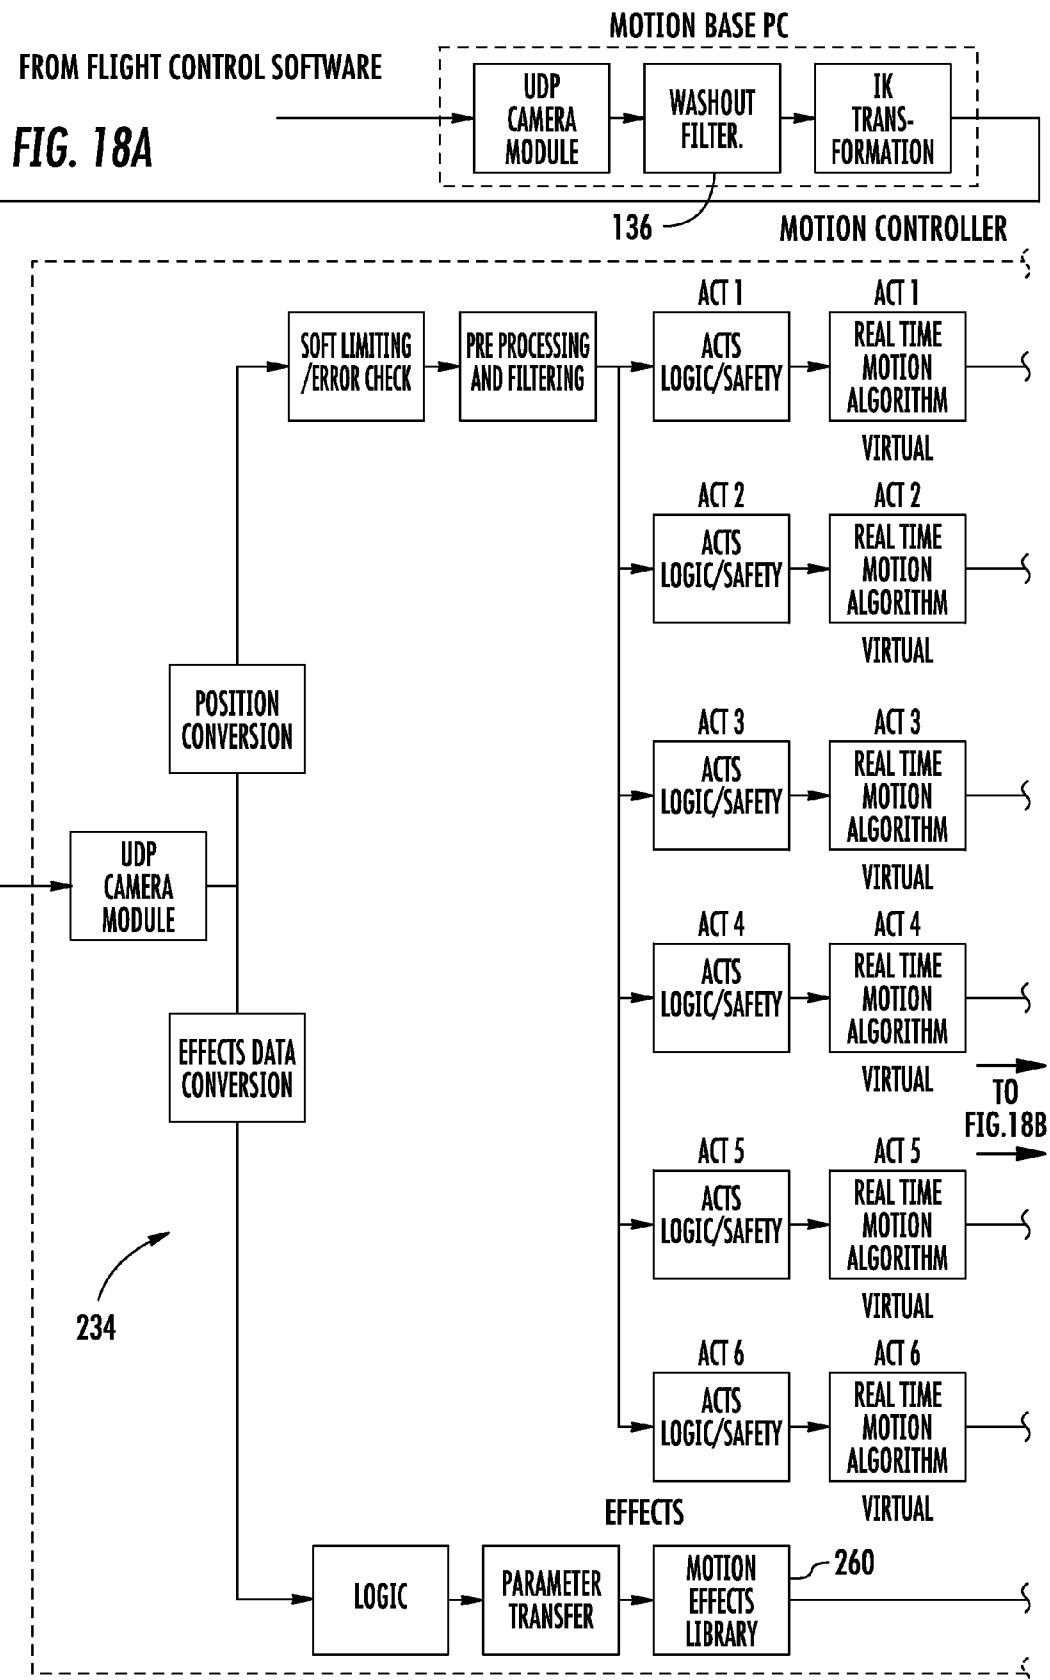 MOTION BASE PC
FROM FLIGHT CONTROL SOFTWARE
FIG. 18A
UDP
CAMERA
MODULE
WASHOUT
FILTER.
IK
TRANS-
FORMATION
136
MOTION CONTROLLER
SOFT LIMITING
/ERROR CHECK
PRE PROCESSING
AND FILTERING
ACT 1
ACTS
LOGIC/SAFETY
ACT 1
REAL TIME
MOTION
ALGORITHM
VIRTUAL
ACT 2
ACTS
LOGIC/SAFETY
ACT 2
REAL TIME
MOTION
ALGORITHM
VIRTUAL
POSITION
CONVERSION
ACT 3
ACTS
LOGIC/SAFETY
ACT 3
REAL TIME
MOTION
ALGORITHM
VIRTUAL
UDP
CAMERA
MODULE
ACT 4
ACTS
LOGIC/SAFETY
ACT 4
REAL TIME
MOTION
ALGORITHM
VIRTUAL
EFFECTS DATA
CONVERSION
TO
FIG.18B
ACT 5
ACTS
LOGIC/SAFETY
ACT 5
REAL TIME
MOTION
ALGORITHM
VIRTUAL
234
ACT 6
ACTS
LOGIC/SAFETY
ACT 6
REAL TIME
MOTION
ALGORITHM
VIRTUAL
EFFECTS
LOGIC
PARAMETER
TRANSFER
MOTION
EFFECTS
LIBRARY
260